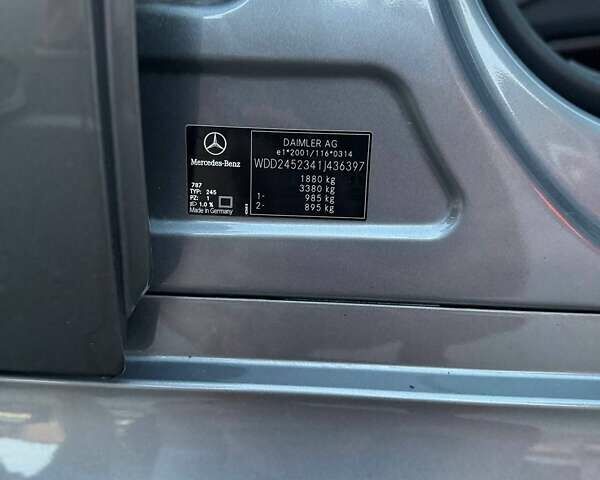 Mercedes-Benz
787
TYP: 245
PZ: 1
1.0 %
Made in Germany
DAIMLER AG
e1*2001/116*0314
WDD2452341J436397
1880 kg
3380 kg
1- 985 kg
2- 895 kg